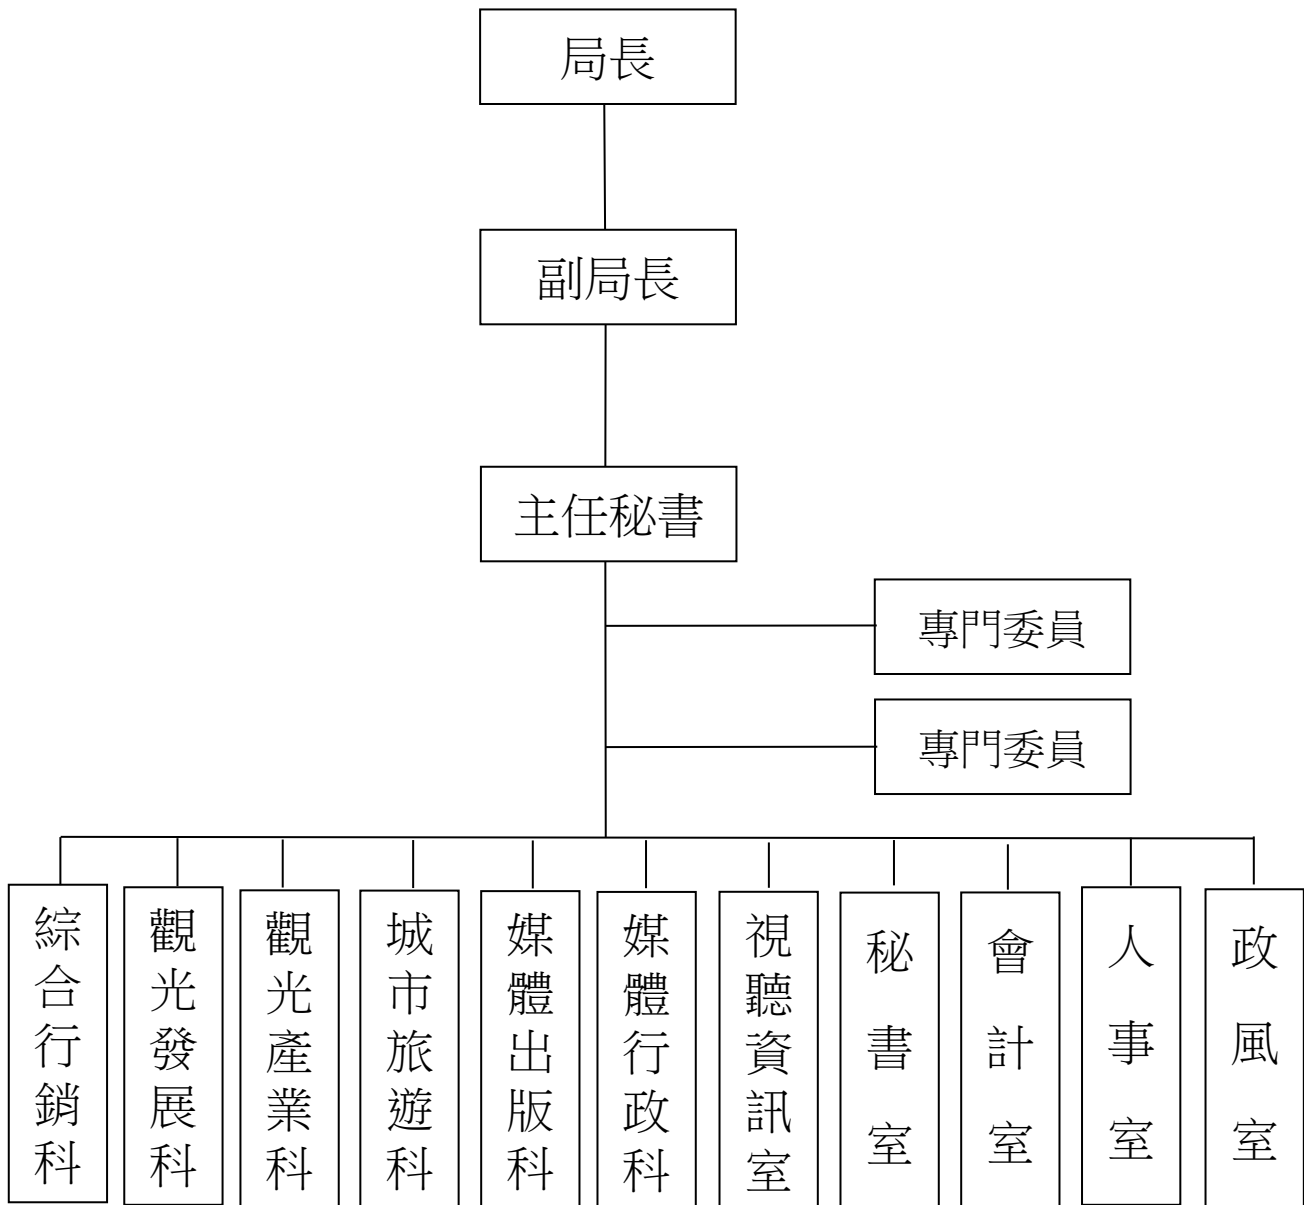 局長
副局長
主任秘書
專門委員
專門委員
綜合行銷科
觀光發展科
觀光產業科
城市旅遊科
媒體出版科
媒體行政科
視聽資訊室
秘書室
會計室
人事室
政風室